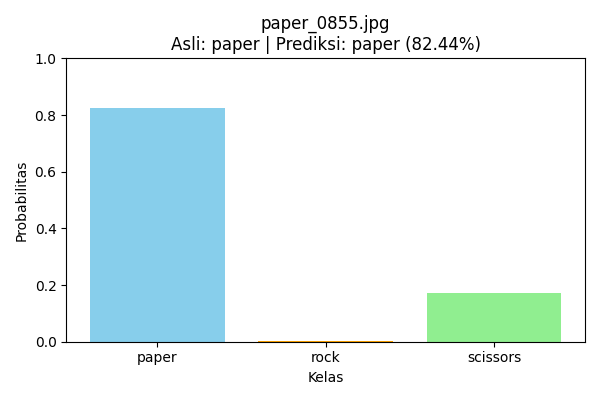 paper_0855.jpg
Asli: paper | Prediksi: paper (82.44%)
1.0
0.8
0.6
0.4
0.2
0.0
Probabilitas
paper rock scissors
Kelas